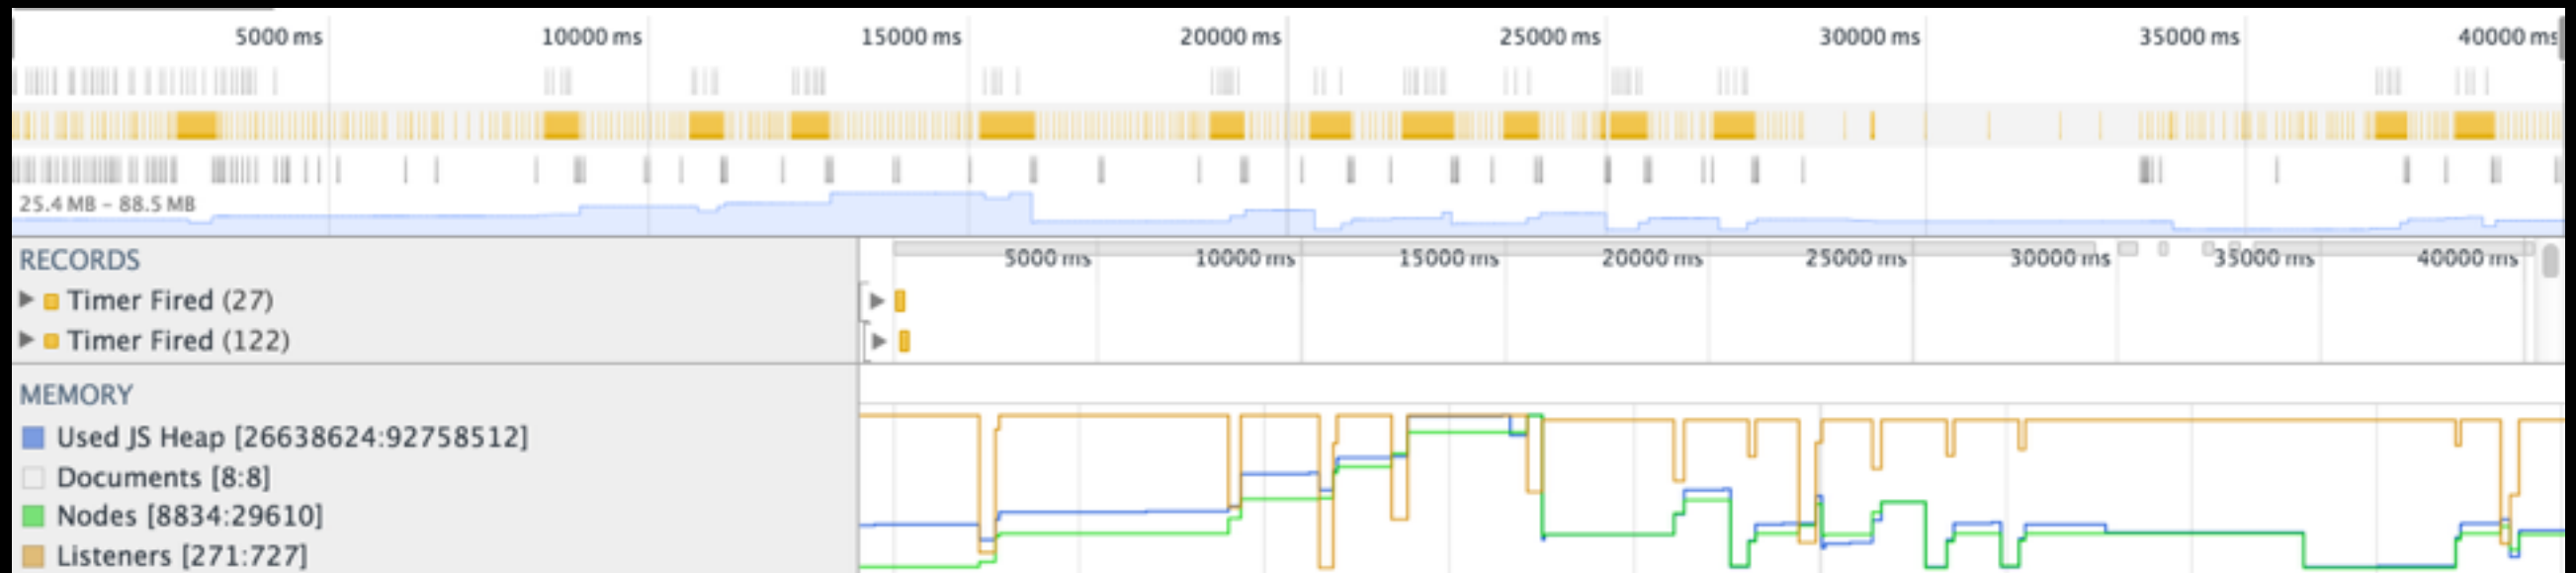 5000 ms 10000 ms 15000 ms 20000 ms 25000 ms 30000 ms 35000 ms 40000 ms
25.4 MB – 88.5 MB
RECORDS 5000 ms 10000 ms 15000 ms 20000 ms 25000 ms 30000 ms 35000 ms 40000 ms
Timer Fired (27)
Timer Fired (122)
MEMORY
Used JS Heap [26638624:92758512]
Documents [8:8]
Nodes [8834:29610]
Listeners [271:727]